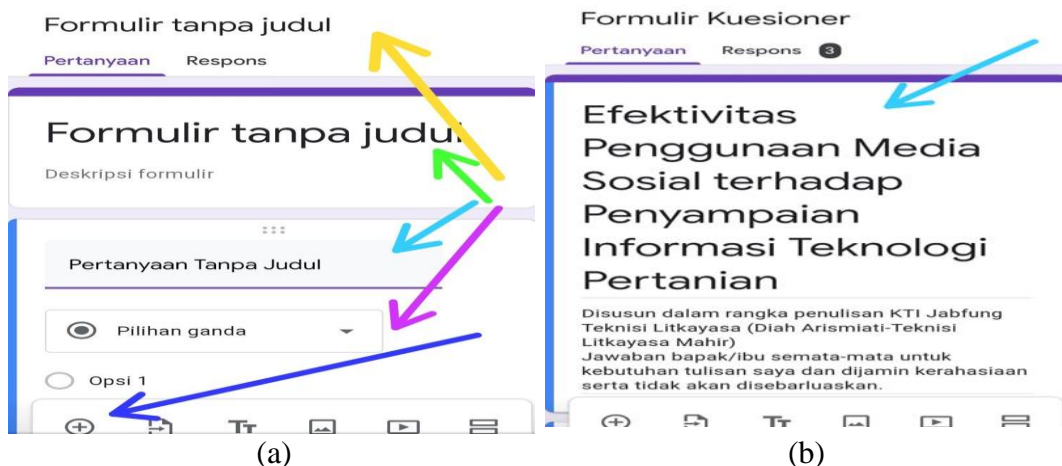 Formulir tanpa judul
Pertanyaan Respons
Formulir tanpa judul
Deskripsi formulir
Pertanyaan Tanpa Judul
Pilihan ganda
Opsi 1
Tт
(a)
Formulir Kuesioner
Pertanyaan Respons 3
Efektivitas
Penggunaan Media
Sosial terhadap
Penyampaian
Informasi Teknologi
Pertanian
Disusun dalam rangka penulisan KTI Jabfung
Teknisi Litkayasa (Diah Arismiati-Teknisi
Litkayasa Mahir)
Jawaban bapak/ibu semata-mata untuk
kebutuhan tulisan saya dan dijamin kerahasiaan
serta tidak akan disebarluaskan.
Tт
(b)